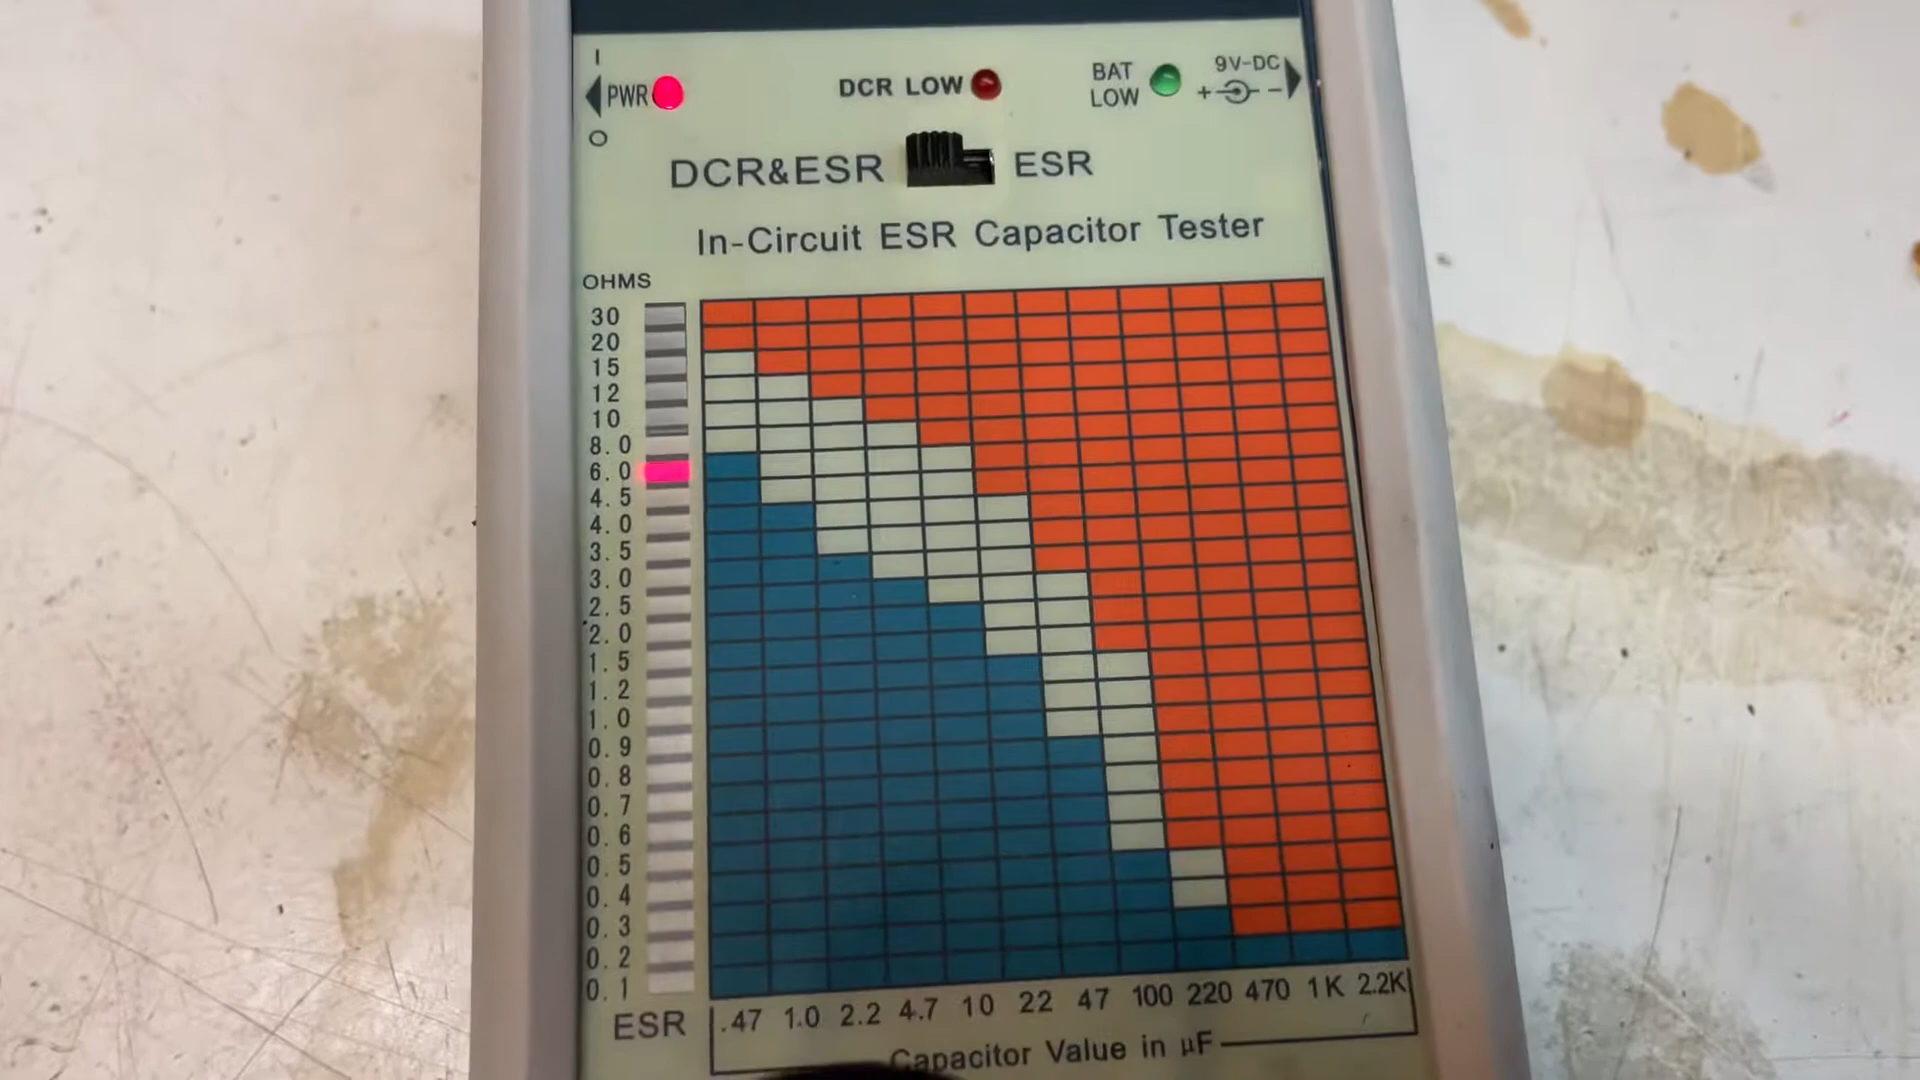 I
PWR
O
DCR LOW
BAT
LOW
9V-DC
+ -
DCR&ESR
ESR
In-Circuit ESR Capacitor Tester
OHMS
30
20
15
12
10
8.0
6.0
4.5
4.0
3.5
3.0
2.5
2.0
1.5
1.2
1.0
0.9
0.8
0.7
0.6
0.5
0.4
0.3
0.2
0.1
ESR
.47 1.0 2.2 4.7 10 22 47 100 220 470 1K 2.2K
Capacitor Value in µF